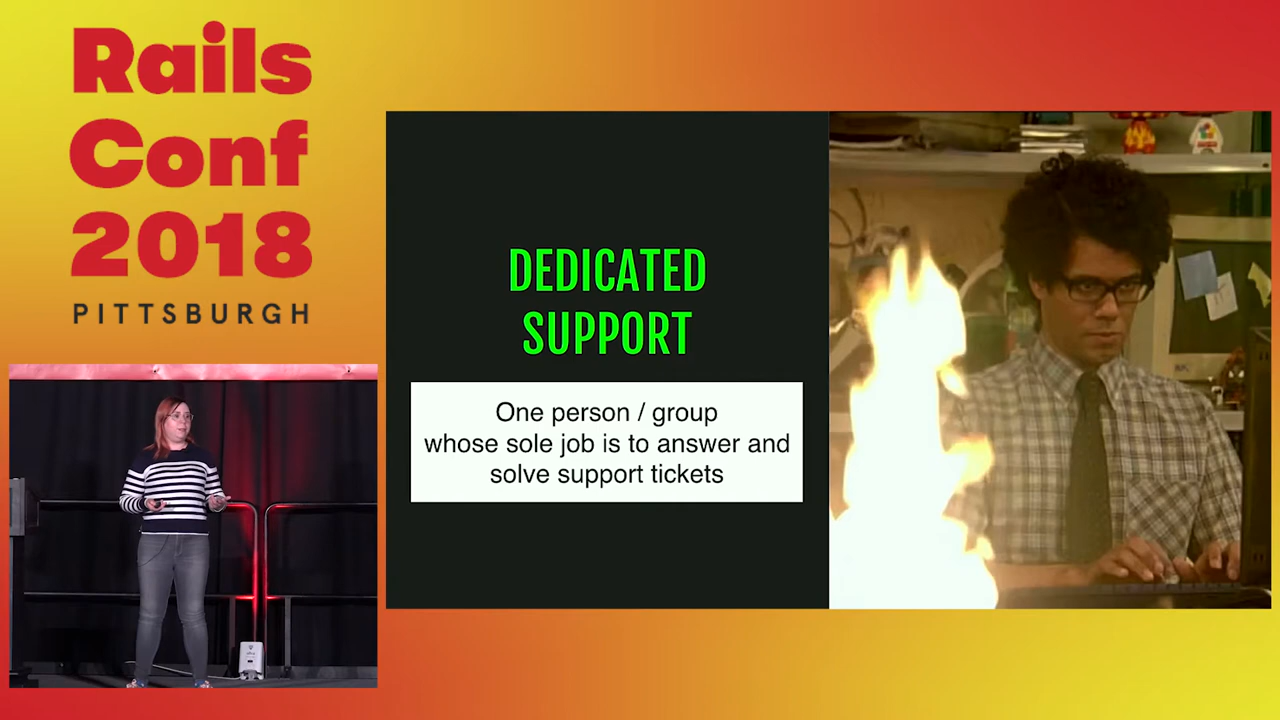 Rails
Conf
2018
PITTSBURGH
DEDICATED
SUPPORT
One person / group
whose sole job is to answer and
solve support tickets